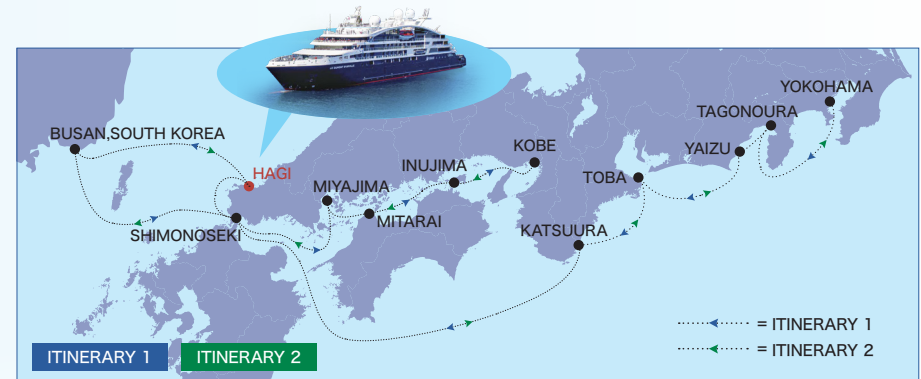 YOKOHAMA
TAGONOURA
BUSAN,SOUTH KOREA
KOBE
YAIZU
INUJIMA
HAGI
TOBA
MIYAJIMA
MITARAI
KATSUURA
SHIMONOSEKI
= ITINERARY 1
= ITINERARY 2
ITINERARY 1
ITINERARY 2